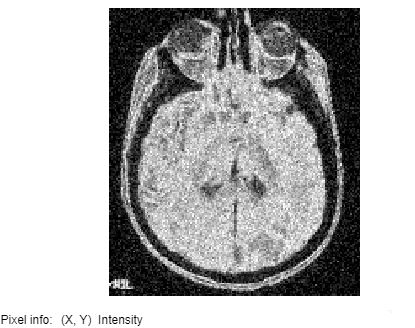 Pixel info: (X, Y) Intensity